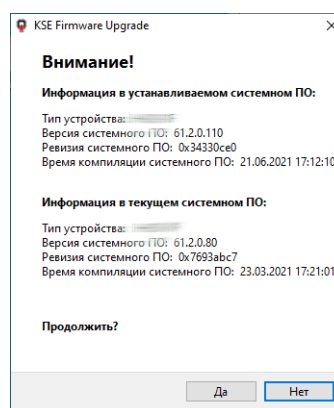 KSE Firmware Upgrade
Внимание!
Информация в устанавливаемом системном ПО:
Тип устройства:
Версия системного ПО: 61.2.0.110
Ревизия системного ПО: 0x34330ce0
Время компиляции системного ПО: 21.06.2021 17:12:10
Информация в текущем системном ПО:
Тип устройства:
Версия системного ПО: 61.2.0.80
Ревизия системного ПО: 0x7693abc7
Время компиляции системного ПО: 23.03.2021 17:21:01
Продолжить?
Да
Нет